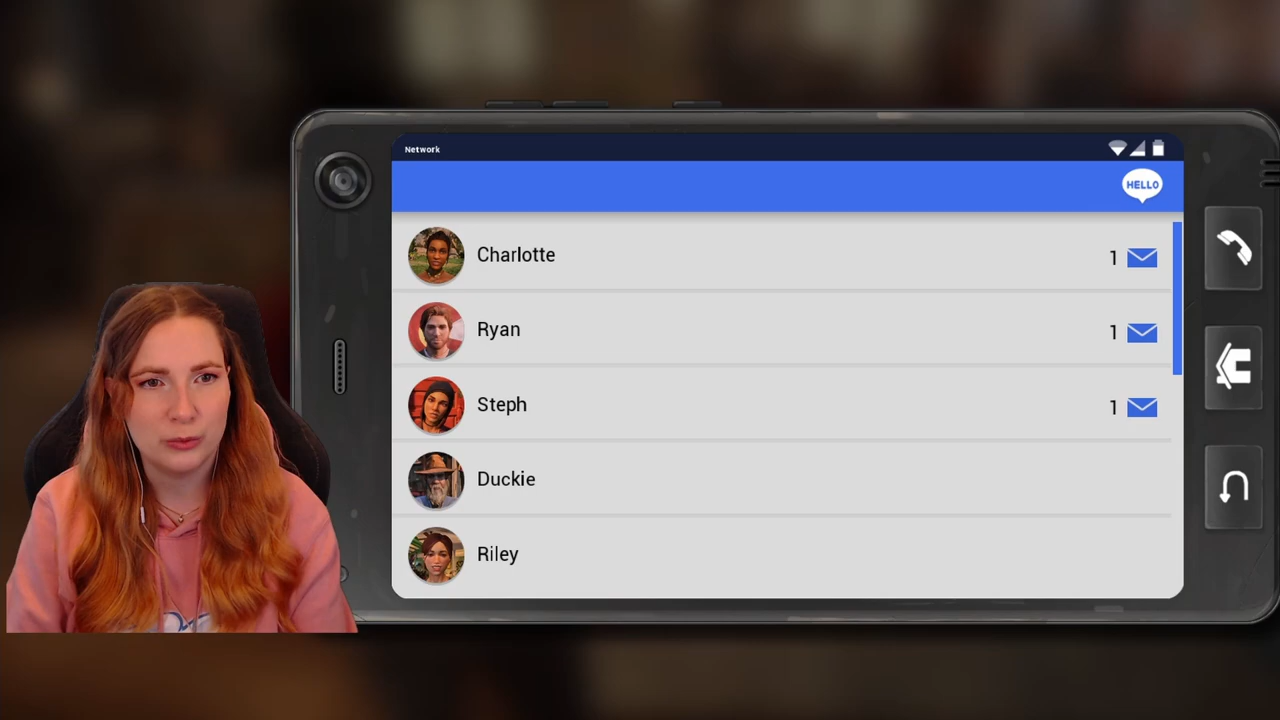 Network
HELLO
Charlotte 1
Ryan 1
Steph 1
Duckie
Riley